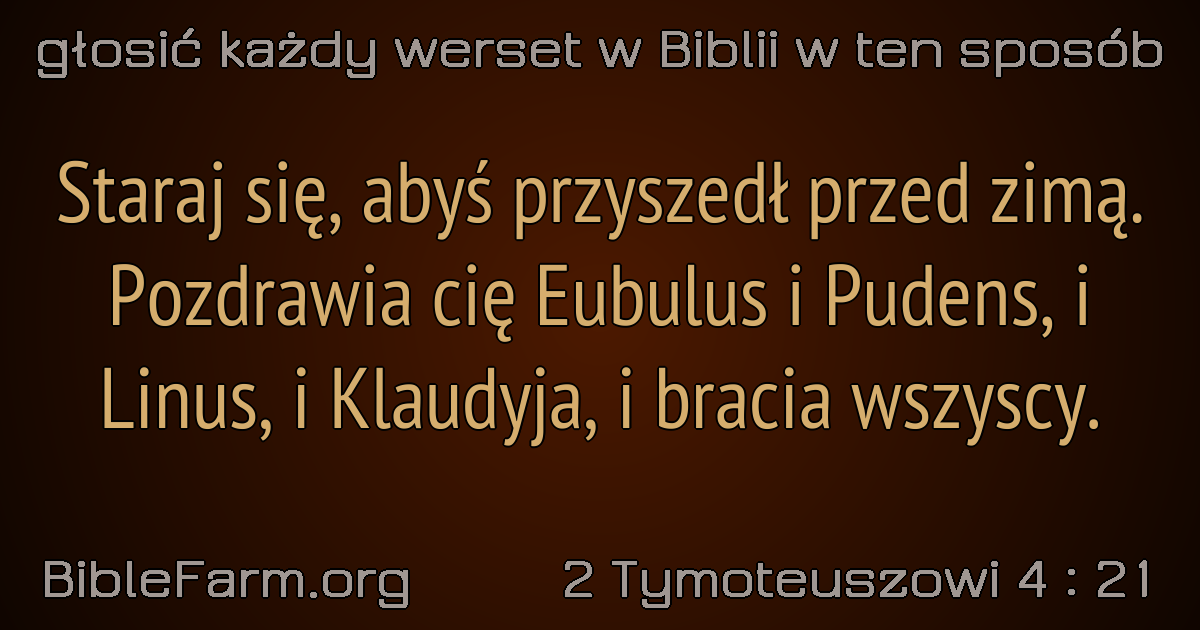 głosić każdy werset w Biblii w ten sposób
Staraj się, abyś przyszedł przed zimą.
Pozdrawia cię Eubulus i Pudens, i
Linus, i Klaudyja, i bracia wszyscy.
BibleFarm.org
2 Tymoteuszowi 4 : 21